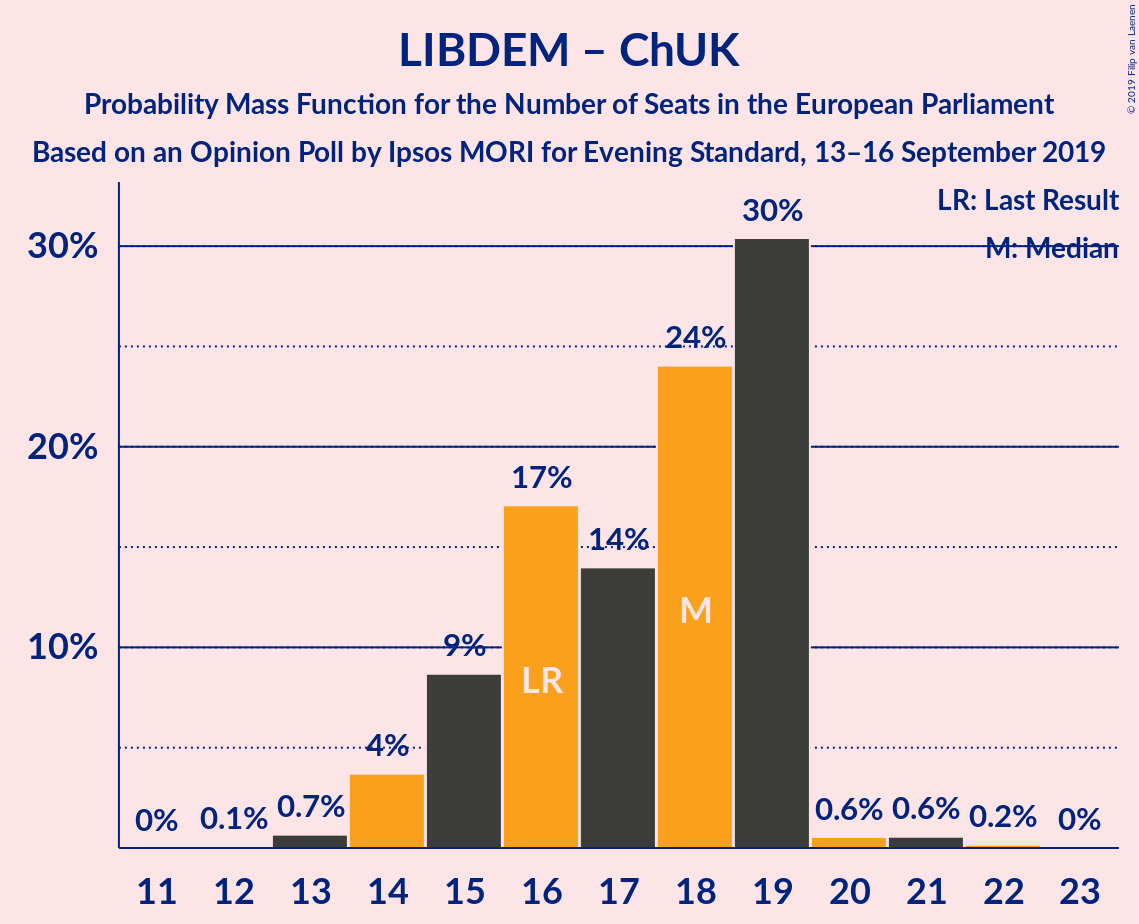 LIBDEM – ChUK
Probability Mass Function for the Number of Seats in the European Parliament
Based on an Opinion Poll by Ipsos MORI for Evening Standard, 13–16 September 2019
© 2019 Filip van Laenen
LR: Last Result
M: Median
30%
20%
10%
0%
0.1%
0.7%
4%
9%
17%
14%
24%
30%
0.6%
0.6%
0.2%
0%
LR
M
11 12 13 14 15 16 17 18 19 20 21 22 23